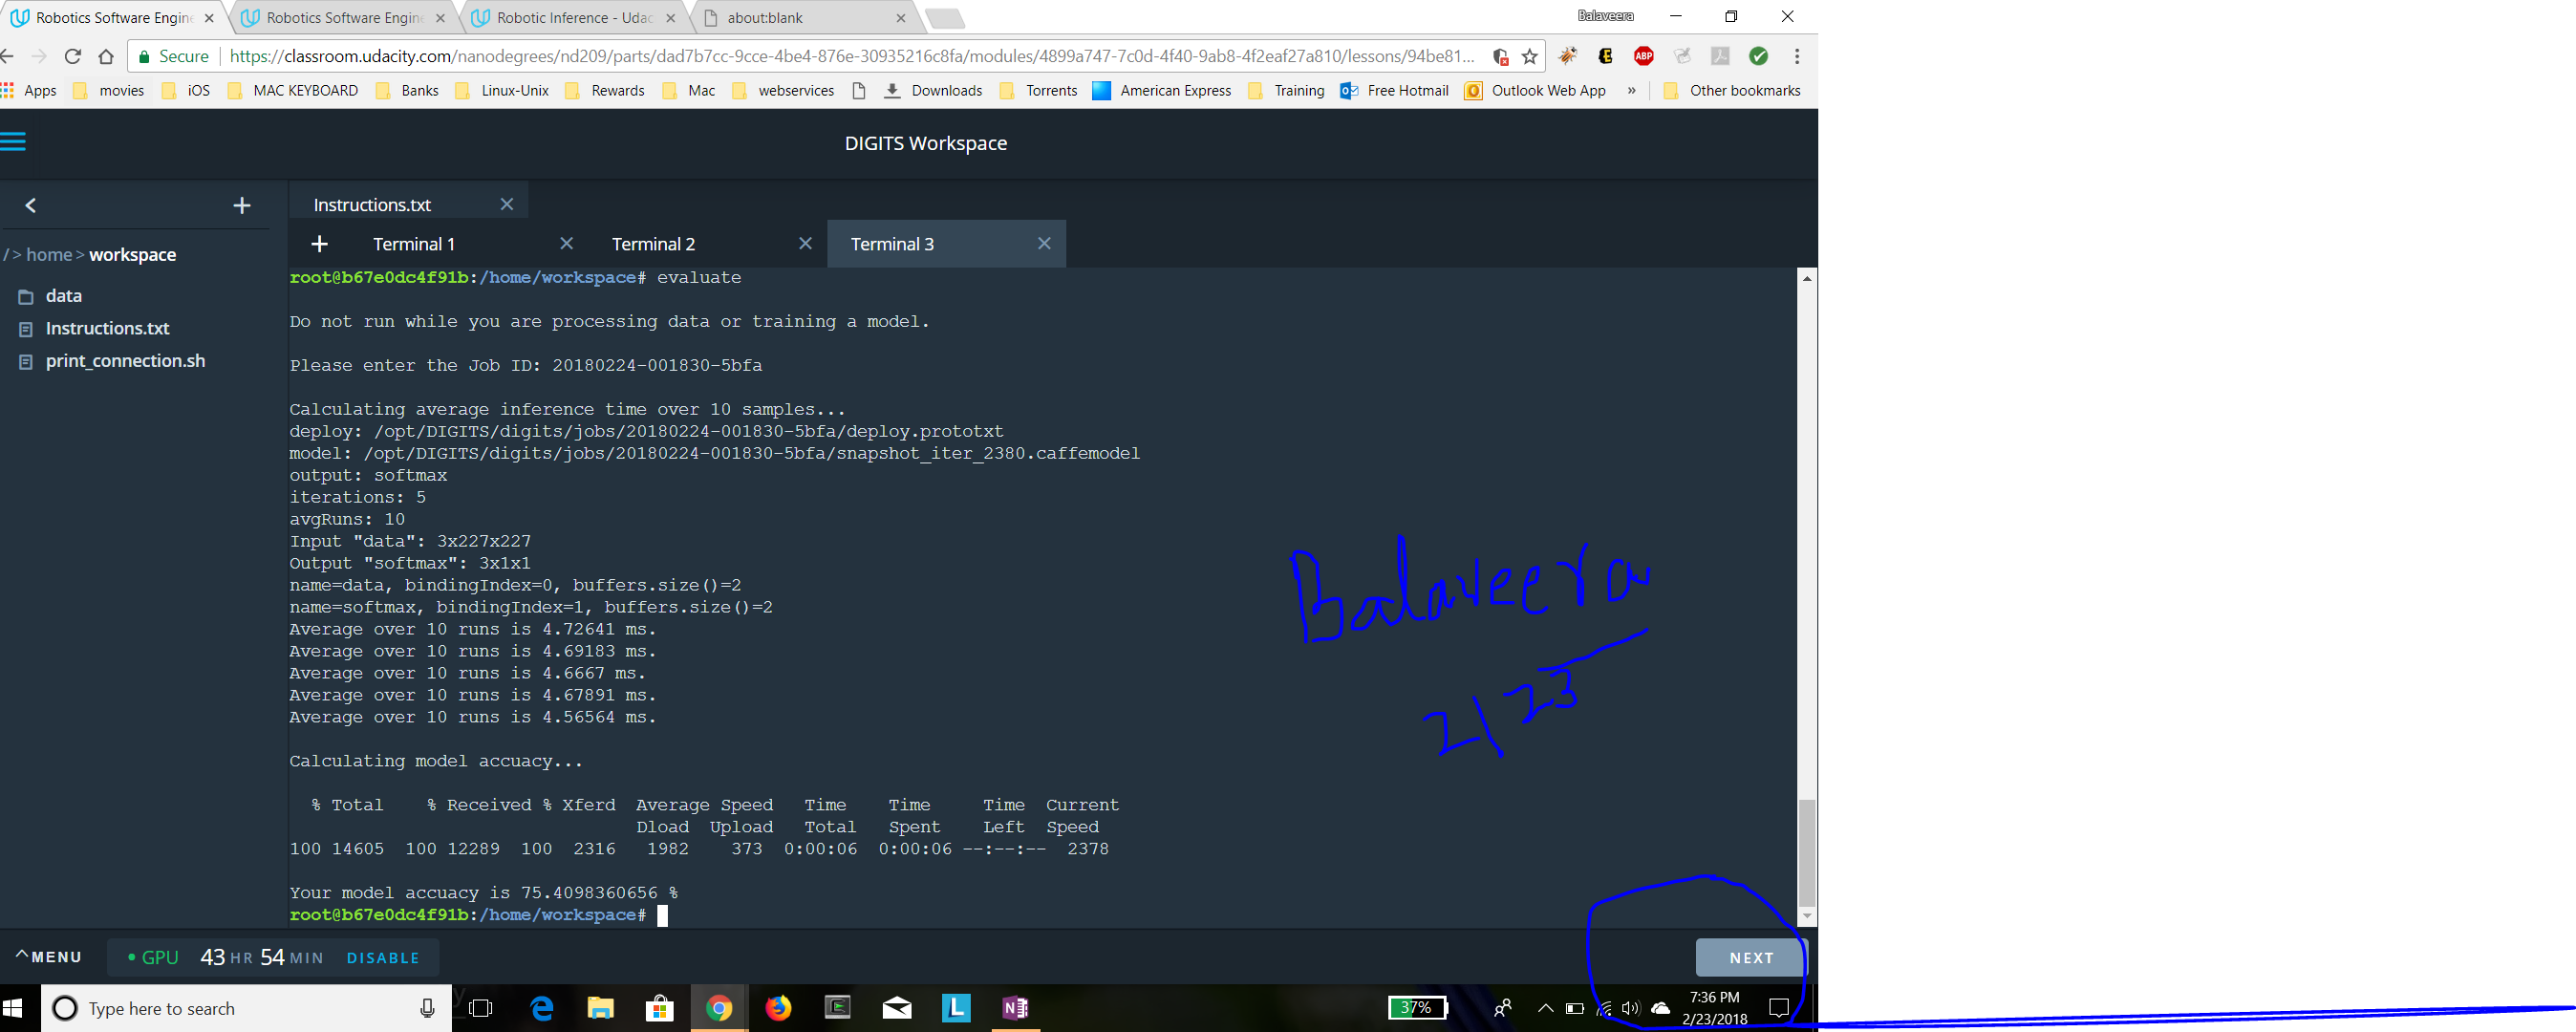 Robotics Software Engine
Robotics Software Engine
Robotic Inference - Udac
about:blank
Balaveera
Secure
https://classroom.udacity.com/nanodegrees/nd209/parts/dad7b7cc-9cce-4be4-876e-30935216c8fa/modules/4899a747-7c0d-4f40-9ab8-4f2eaf27a810/lessons/94be81...
ABP
Apps movies iOS MAC KEYBOARD Banks Linux-Unix Rewards Mac webservices Downloads Torrents American Express Training Free Hotmail Outlook Web App » Other bookmarks
DIGITS Workspace
Instructions.txt
Terminal 1 Terminal 2 Terminal 3
/> home > workspace
data
Instructions.txt
print_connection.sh
root@b67e0dc4f91b:/home/workspace# evaluate
Do not run while you are processing data or training a model.
Please enter the Job ID: 20180224-001830-5bfa
Calculating average inference time over 10 samples...
deploy: /opt/DIGITS/digits/jobs/20180224-001830-5bfa/deploy.prototxt
model: /opt/DIGITS/digits/jobs/20180224-001830-5bfa/snapshot_iter_2380.caffemodel
output: softmax
iterations: 5
avgRuns: 10
Input "data": 3x227x227
Output "softmax": 3x1x1
name=data, bindingIndex=0, buffers.size()=2
name=softmax, bindingIndex=1, buffers.size()=2
Average over 10 runs is 4.72641 ms.
Average over 10 runs is 4.69183 ms.
Average over 10 runs is 4.6667 ms.
Average over 10 runs is 4.67891 ms.
Average over 10 runs is 4.56564 ms.
Calculating model accuacy...
% Total % Received % Xferd Average Speed Time Time Time Current
Dload Upload Total Spent Left Speed
100 14605 100 12289 100 2316 1982 373 0:00:06 0:00:06 --:--:-- 2378
Your model accuacy is 75.4098360656 %
root@b67e0dc4f91b:/home/workspace#
Balaveera
2/23
^ MENU
GPU 43 HR 54 MIN DISABLE
NEXT
Type here to search
37%
7:36 PM
2/23/2018